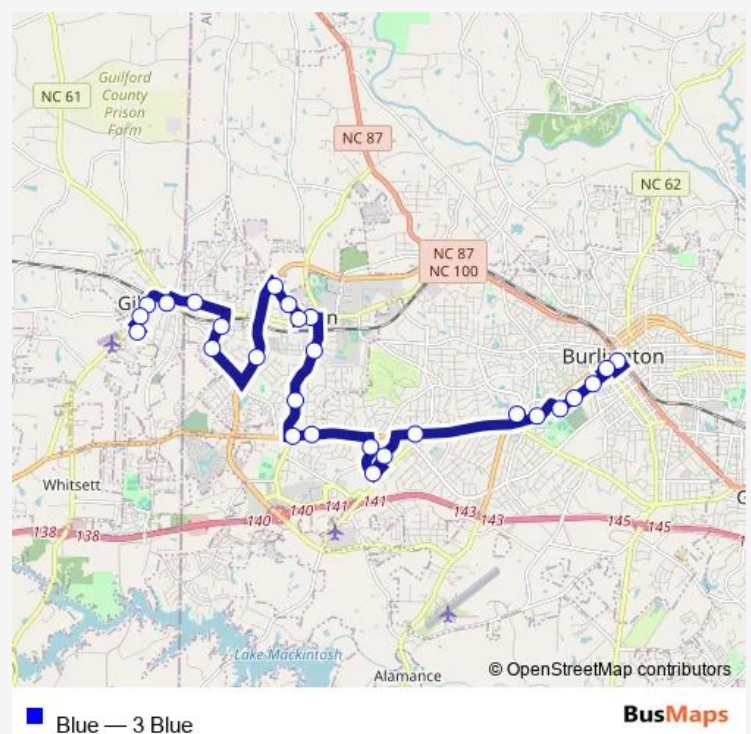 NC 61
Guilford
County
Prison
Farm
NC 87
NC 62
NC 87
NC 100
Burlington
Whitsett
138
138
140
140
141
141
143
143
145
145
Lake Mackintosh
Alamance
© OpenStreetMap contributors
Blue — 3 Blue
BusMaps